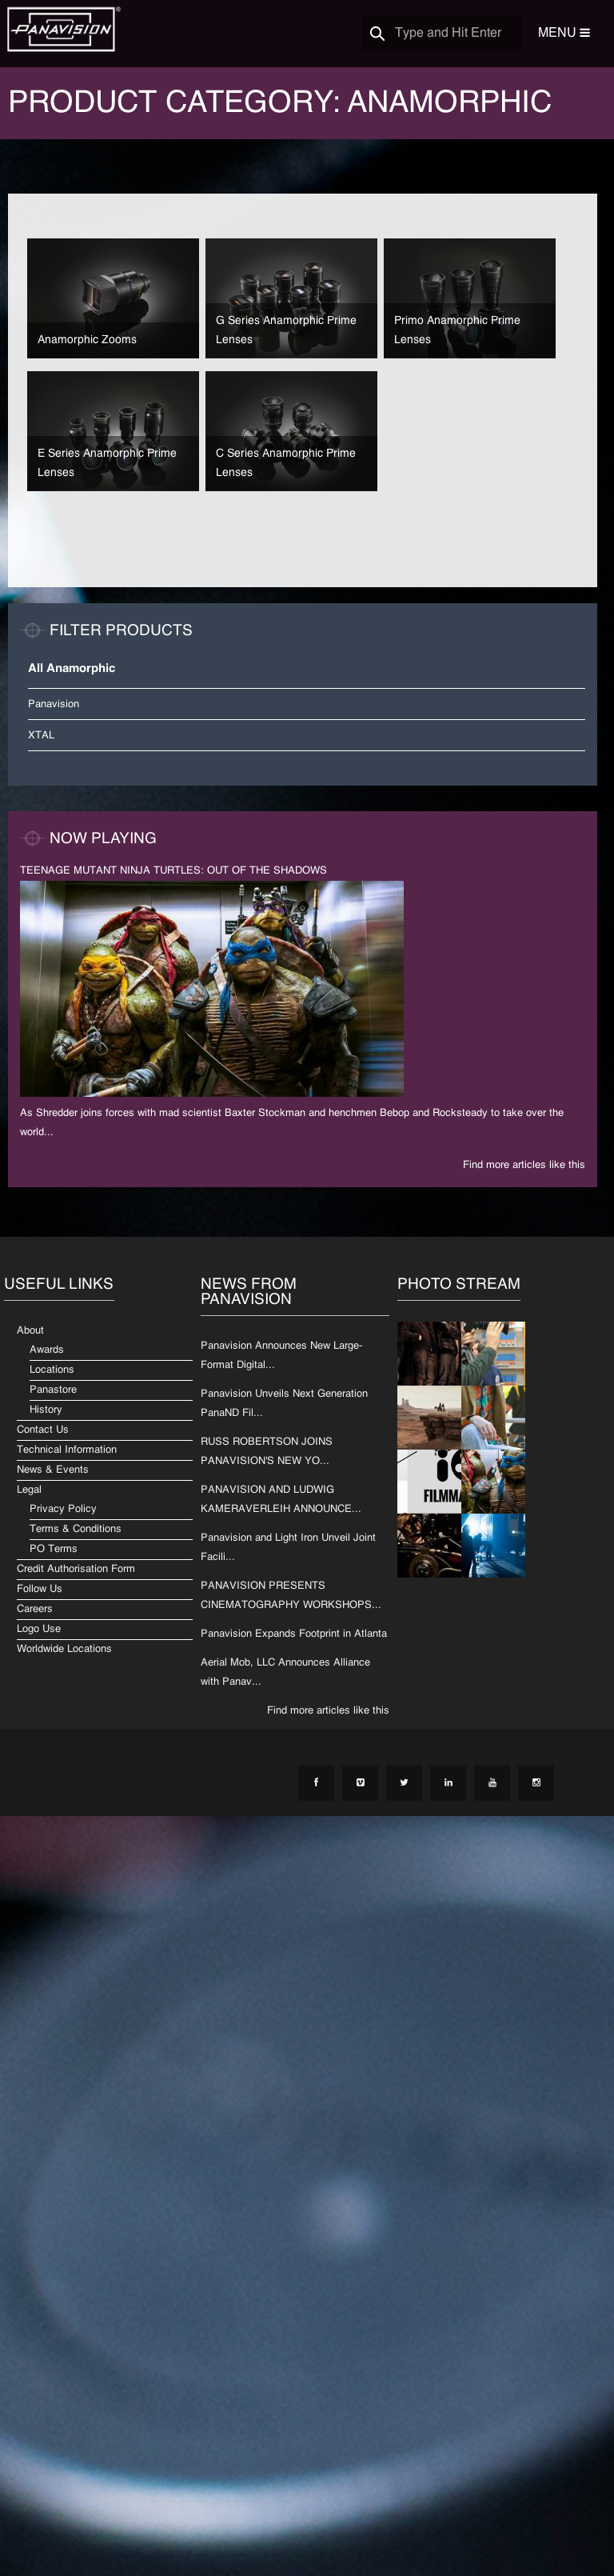 PANAVISION®
Type and Hit Enter
MENU
PRODUCT CATEGORY: ANAMORPHIC
Anamorphic Zooms
G Series Anamorphic Prime
Lenses
Primo Anamorphic Prime
Lenses
E Series Anamorphic Prime
Lenses
C Series Anamorphic Prime
Lenses
FILTER PRODUCTS
All Anamorphic
Panavision
XTAL
NOW PLAYING
TEENAGE MUTANT NINJA TURTLES: OUT OF THE SHADOWS
As Shredder joins forces with mad scientist Baxter Stockman and henchmen Bebop and Rocksteady to take over the
world...
Find more articles like this
USEFUL LINKS
About
Awards
Locations
Panastore
History
Contact Us
Technical Information
News & Events
Legal
Privacy Policy
Terms & Conditions
PO Terms
Credit Authorisation Form
Follow Us
Careers
Logo Use
Worldwide Locations
NEWS FROM
PANAVISION
Panavision Announces New Large-
Format Digital...
Panavision Unveils Next Generation
PanaND Fil...
RUSS ROBERTSON JOINS
PANAVISION'S NEW YO...
PANAVISION AND LUDWIG
KAMERAVERLEIH ANNOUNCE...
Panavision and Light Iron Unveil Joint
Facili...
PANAVISION PRESENTS
CINEMATOGRAPHY WORKSHOPS...
Panavision Expands Footprint in Atlanta
Aerial Mob, LLC Announces Alliance
with Panav...
Find more articles like this
PHOTO STREAM
FILMMA